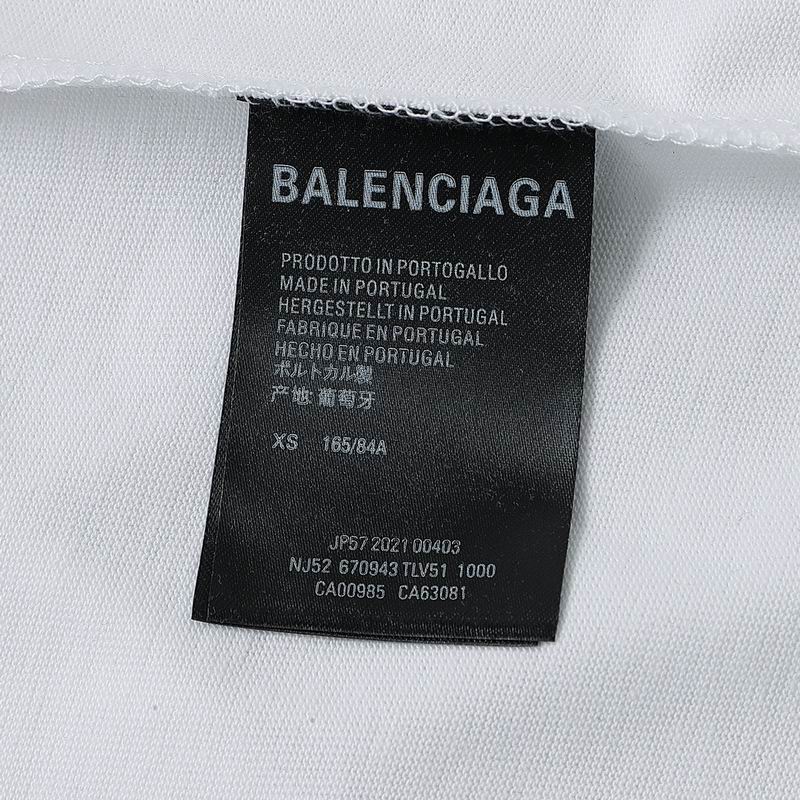 BALENCIAGA
PRODOTTO IN PORTOGALLO
MADE IN PORTUGAL
HERGESTELLT IN PORTUGAL
FABRIQUE EN PORTUGAL
HECHO EN PORTUGAL
ポルトカル製
产地 葡萄牙
XS 165/84A
JP57 2021 00403
NJ52 670943 TLV51 1000
CA00985 CA63081